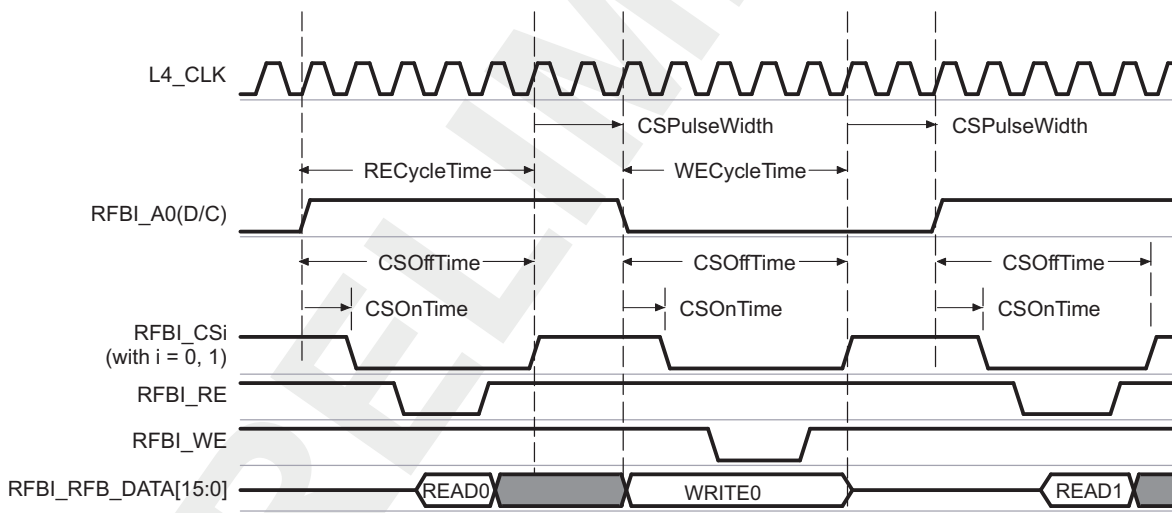 L4_CLK
CSPulseWidth CSPulseWidth
RECycleTime WECycleTime
RFBI_A0(D/C)
CSOffTime CSOffTime CSOffTime
CSOnTime CSOnTime CSOnTime
RFBI_CSi
(with i = 0, 1)
RFBI_RE
RFBI_WE
RFBI_RFB_DATA[15:0] READ0 WRITE0 READ1
PRELIM